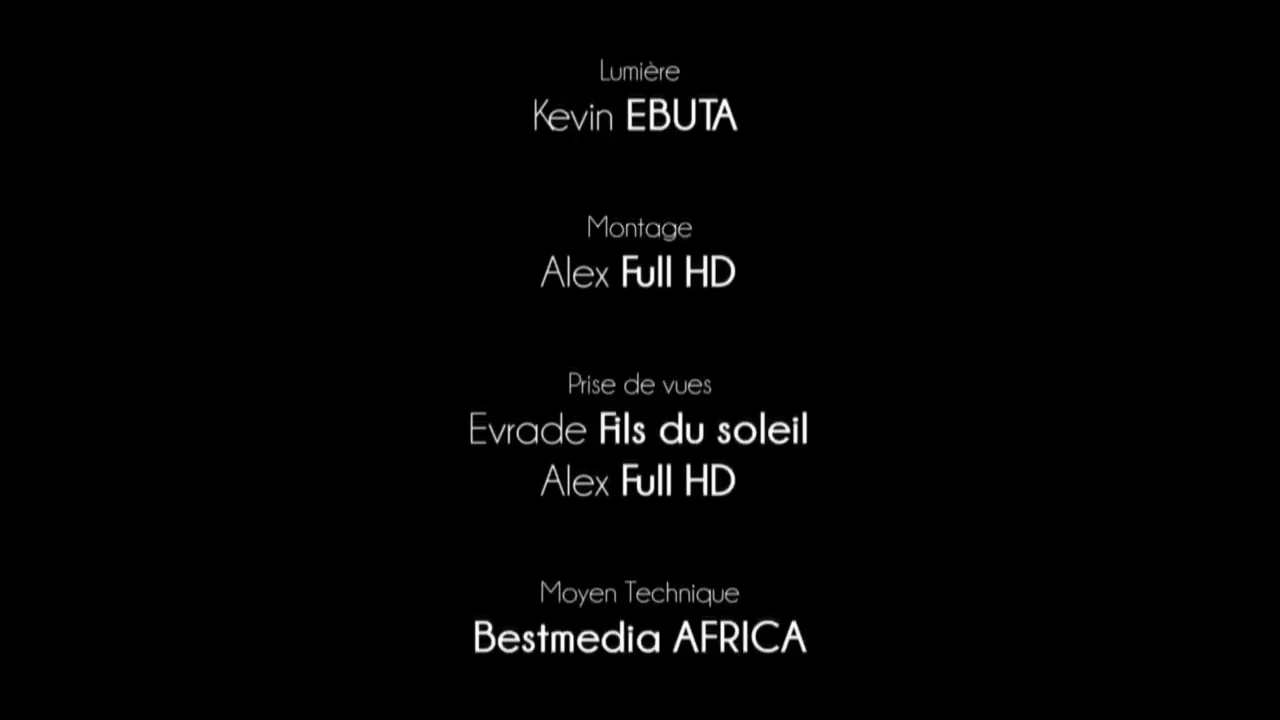 Lumière
Kevin EBUTA
Montage
Alex Full HD
Prise de vues
Evrade Fils du soleil
Alex Full HD
Moyen Technique
Bestmedia AFRICA